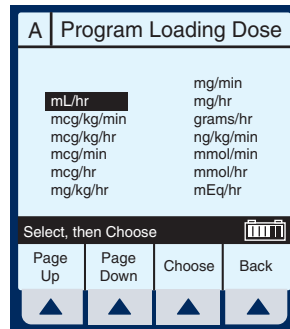 A Program Loading Dose
mL/hr
mcg/kg/min
mcg/kg/hr
mcg/min
mcg/hr
mg/kg/hr
mg/min
mg/hr
grams/hr
ng/kg/min
mmol/min
mmol/hr
mEq/hr
Select, then Choose
Page Up
Page Down
Choose
Back